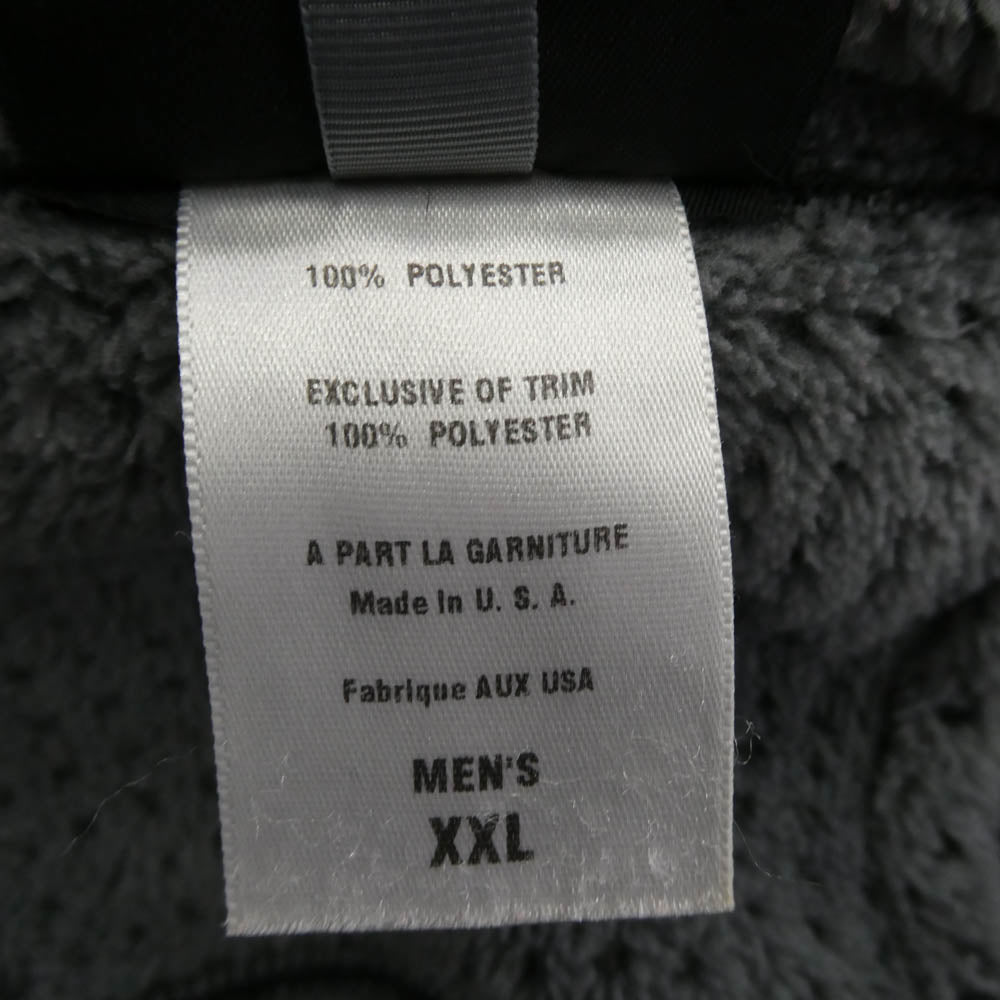 100% POLYESTER
EXCLUSIVE OF TRIM
100% POLYESTER
A PART LA GARNITURE
Made In U. S. A.
Fabrique AUX USA
MEN'S
XXL